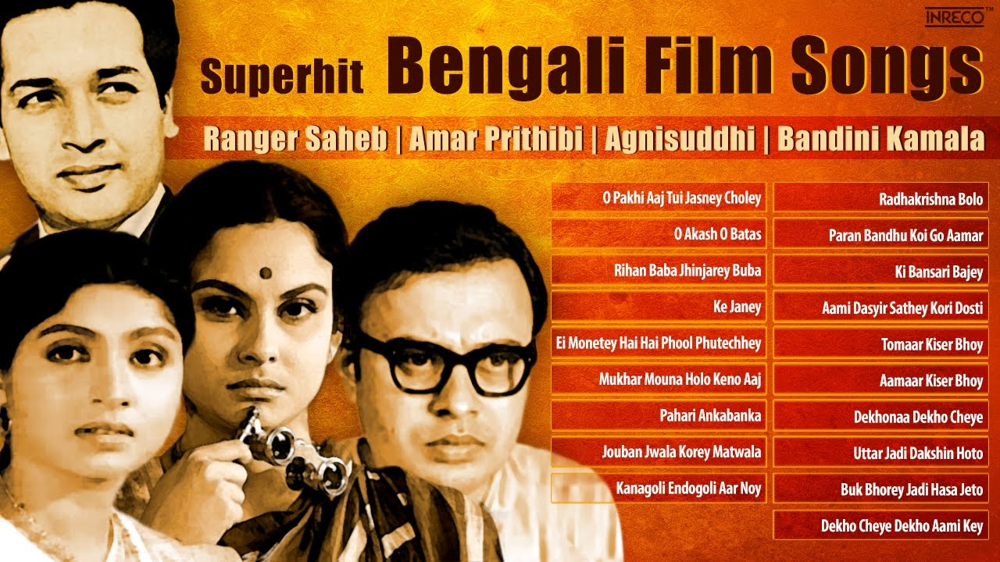 INRECO™
Superhit Bengali Film Songs
Ranger Saheb | Amar Prithibi | Agnisuddhi | Bandini Kamala
O Pakhi Aaj Tui Jasney Choley
O Akash O Batas
Rihan Baba Jhinjarey Buba
Ke Janey
Ei Monetey Hai Hai Phool Phutechhey
Mukhar Mouna Holo Keno Aaj
Pahari Ankabanka
Jouban Jwala Korey Matwala
Kanagoli Endogoli Aar Noy
Radhakrishna Bolo
Paran Bandhu Koi Go Aamar
Ki Bansari Bajey
Aami Dasyir Sathey Kori Dosti
Tomaar Kiser Bhoy
Aamaar Kiser Bhoy
Dekhonaa Dekho Cheye
Uttar Jadi Dakshin Hoto
Buk Bhorey Jadi Hasa Jeto
Dekho Cheye Dekho Aami Key